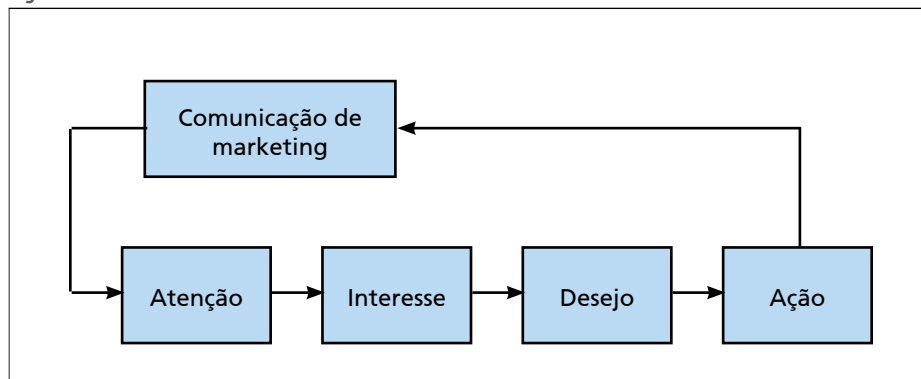 Comunicação de
marketing
Atenção
Interesse
Desejo
Ação